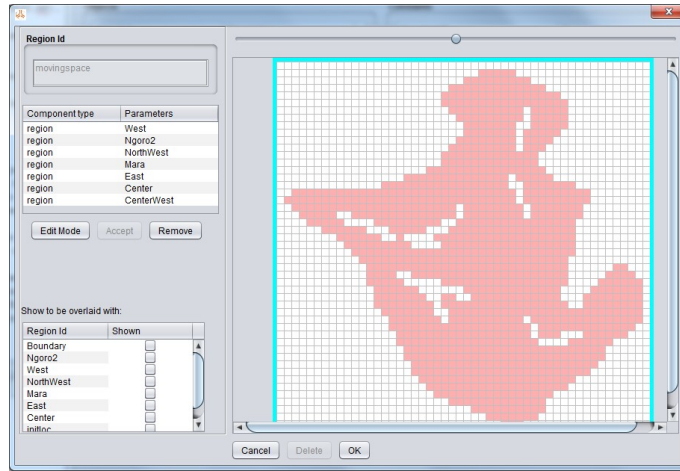 Region Id
movingspace
Component type Parameters
region West
region Ngoro2
region NorthWest
region Mara
region East
region Center
region CenterWest
Edit Mode Accept Remove
Show to be overlaid with:
Region Id Shown
Boundary
Ngoro2
West
NorthWest
Mara
East
Center
initloc
Cancel Delete OK